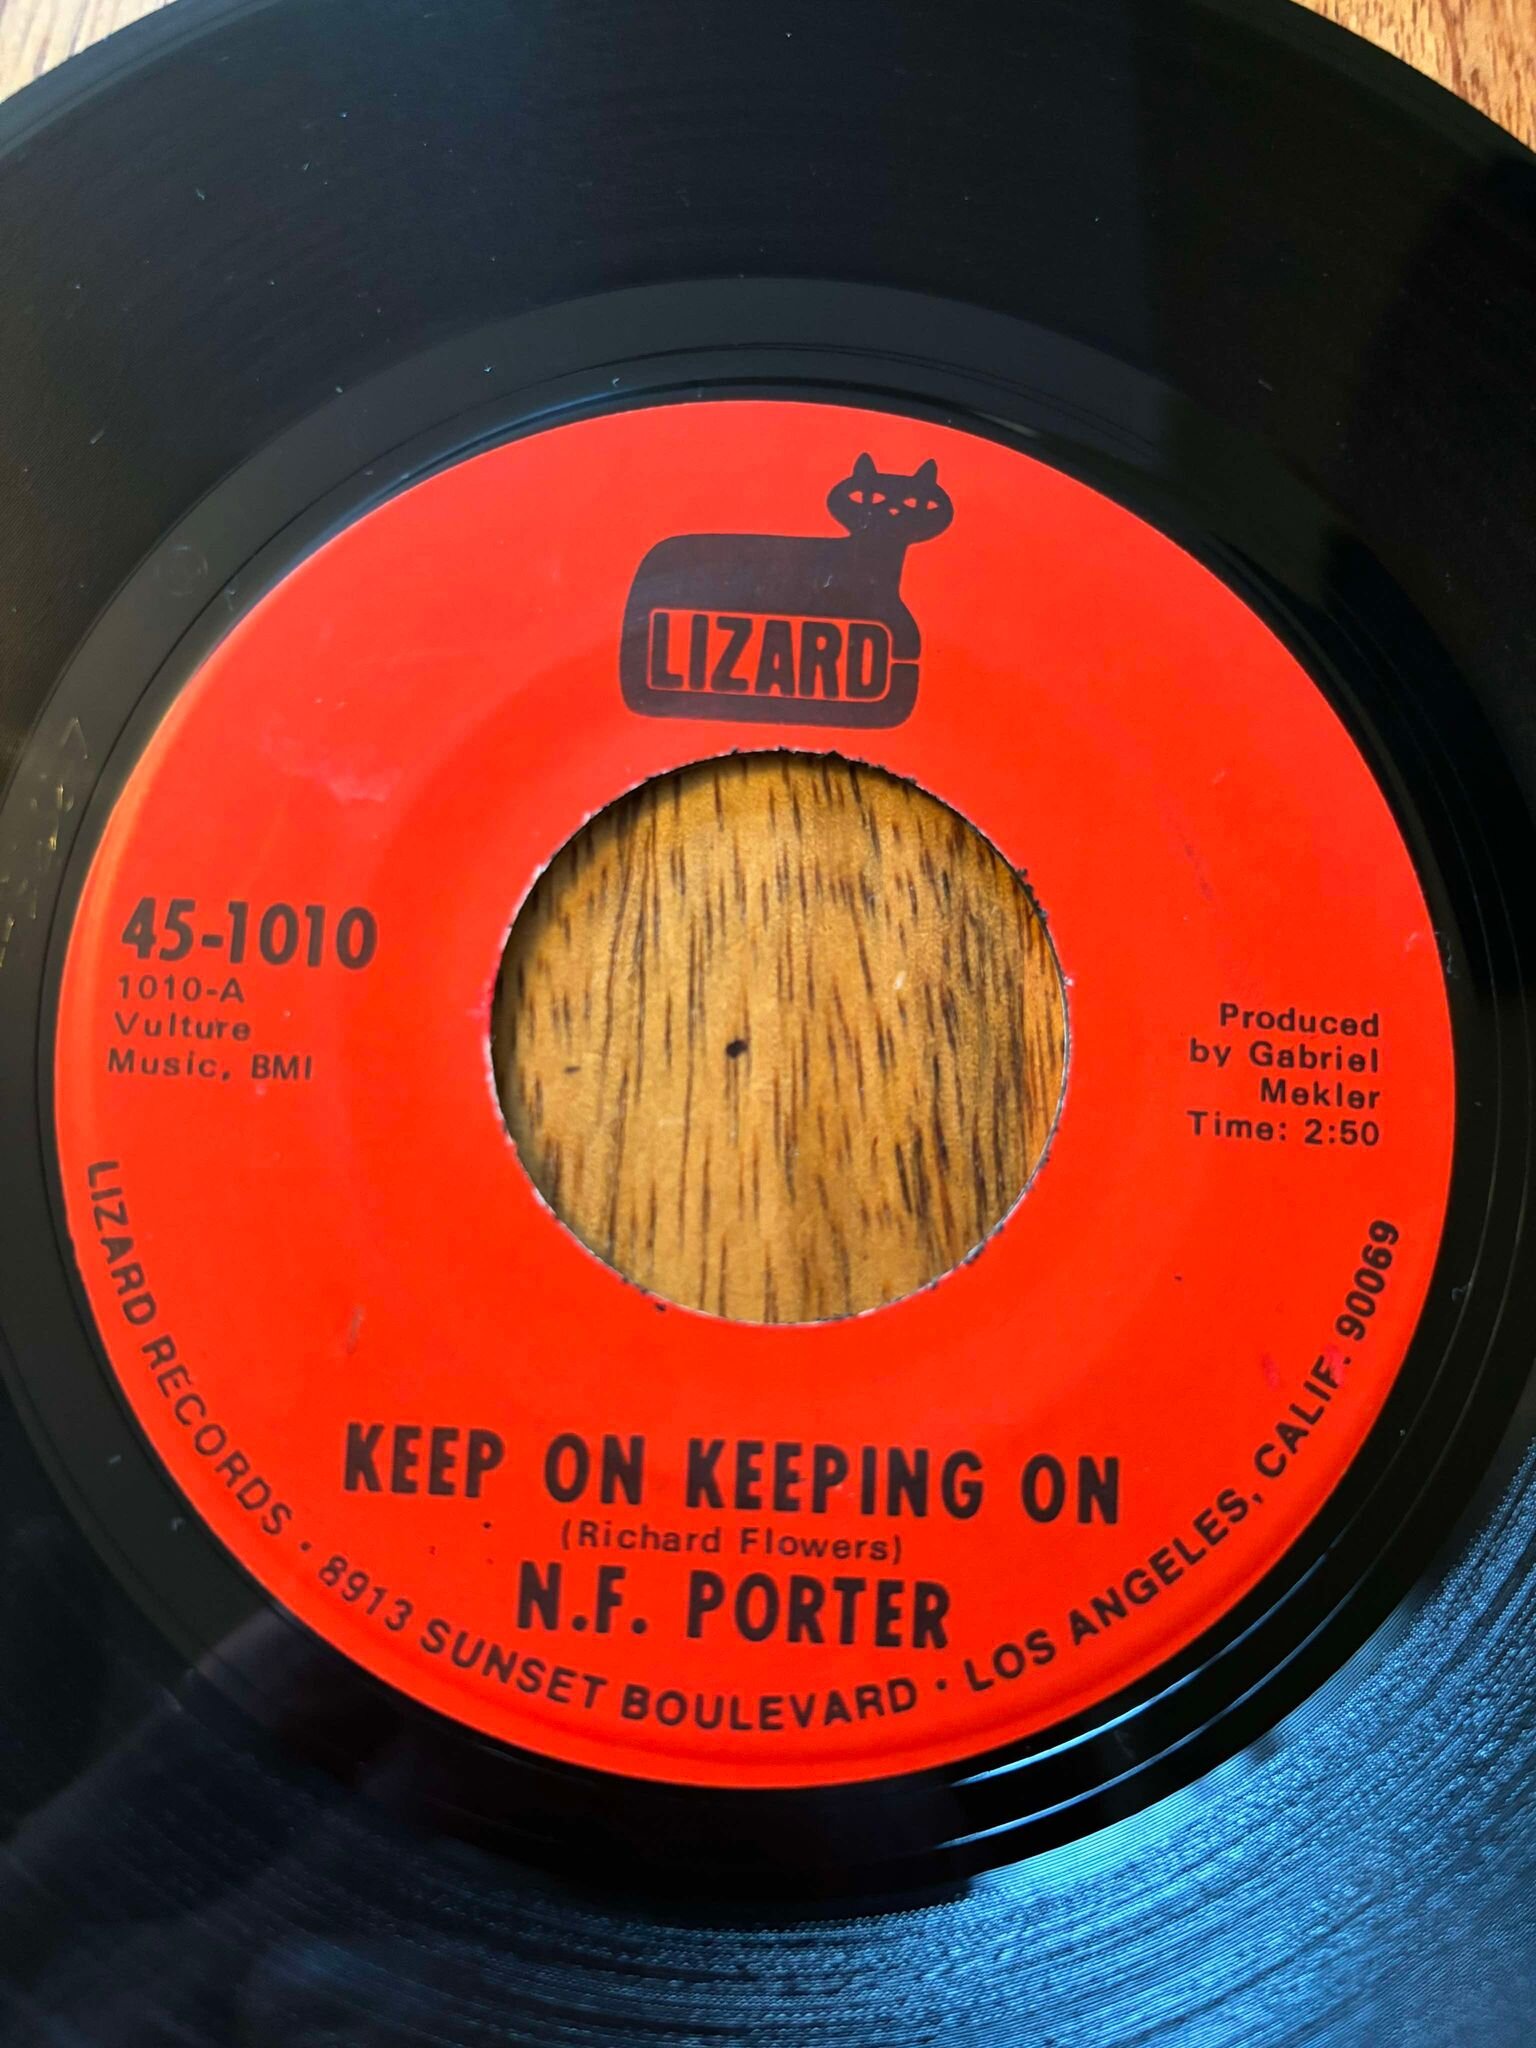 LIZARD
45-1010
1010-A
Vulture
Music, BMI
Produced
by Gabriel
Mekler
Time: 2:50
KEEP ON KEEPING ON
(Richard Flowers)
N.F. PORTER
LIZARD RECORDS · 8913 SUNSET BOULEVARD · LOS ANGELES, CALIF. 90069